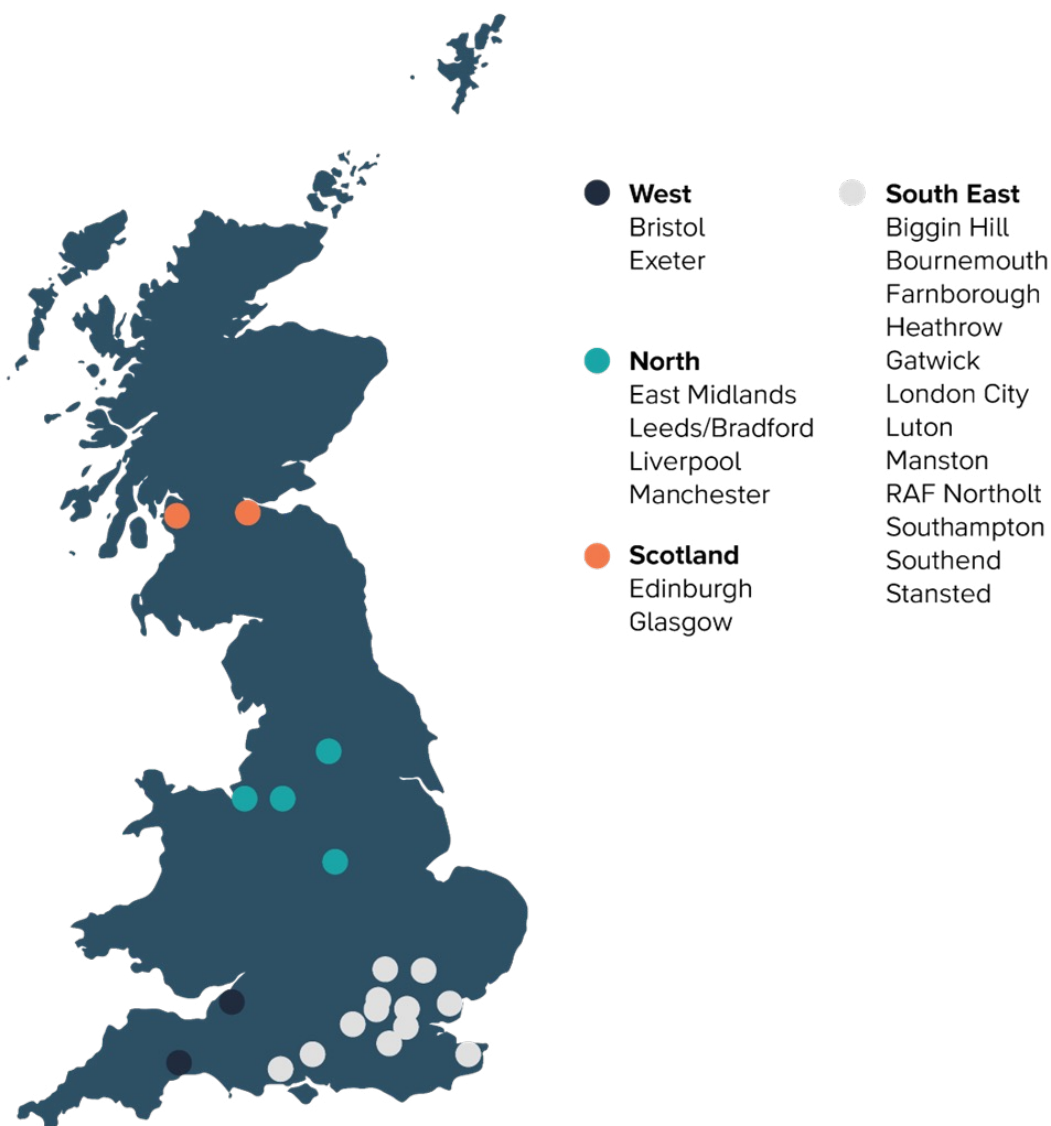 West
Bristol
Exeter
North
East Midlands
Leeds/Bradford
Liverpool
Manchester
Scotland
Edinburgh
Glasgow
South East
Biggin Hill
Bournemouth
Farnborough
Heathrow
Gatwick
London City
Luton
Manston
RAF Northolt
Southampton
Southend
Stansted